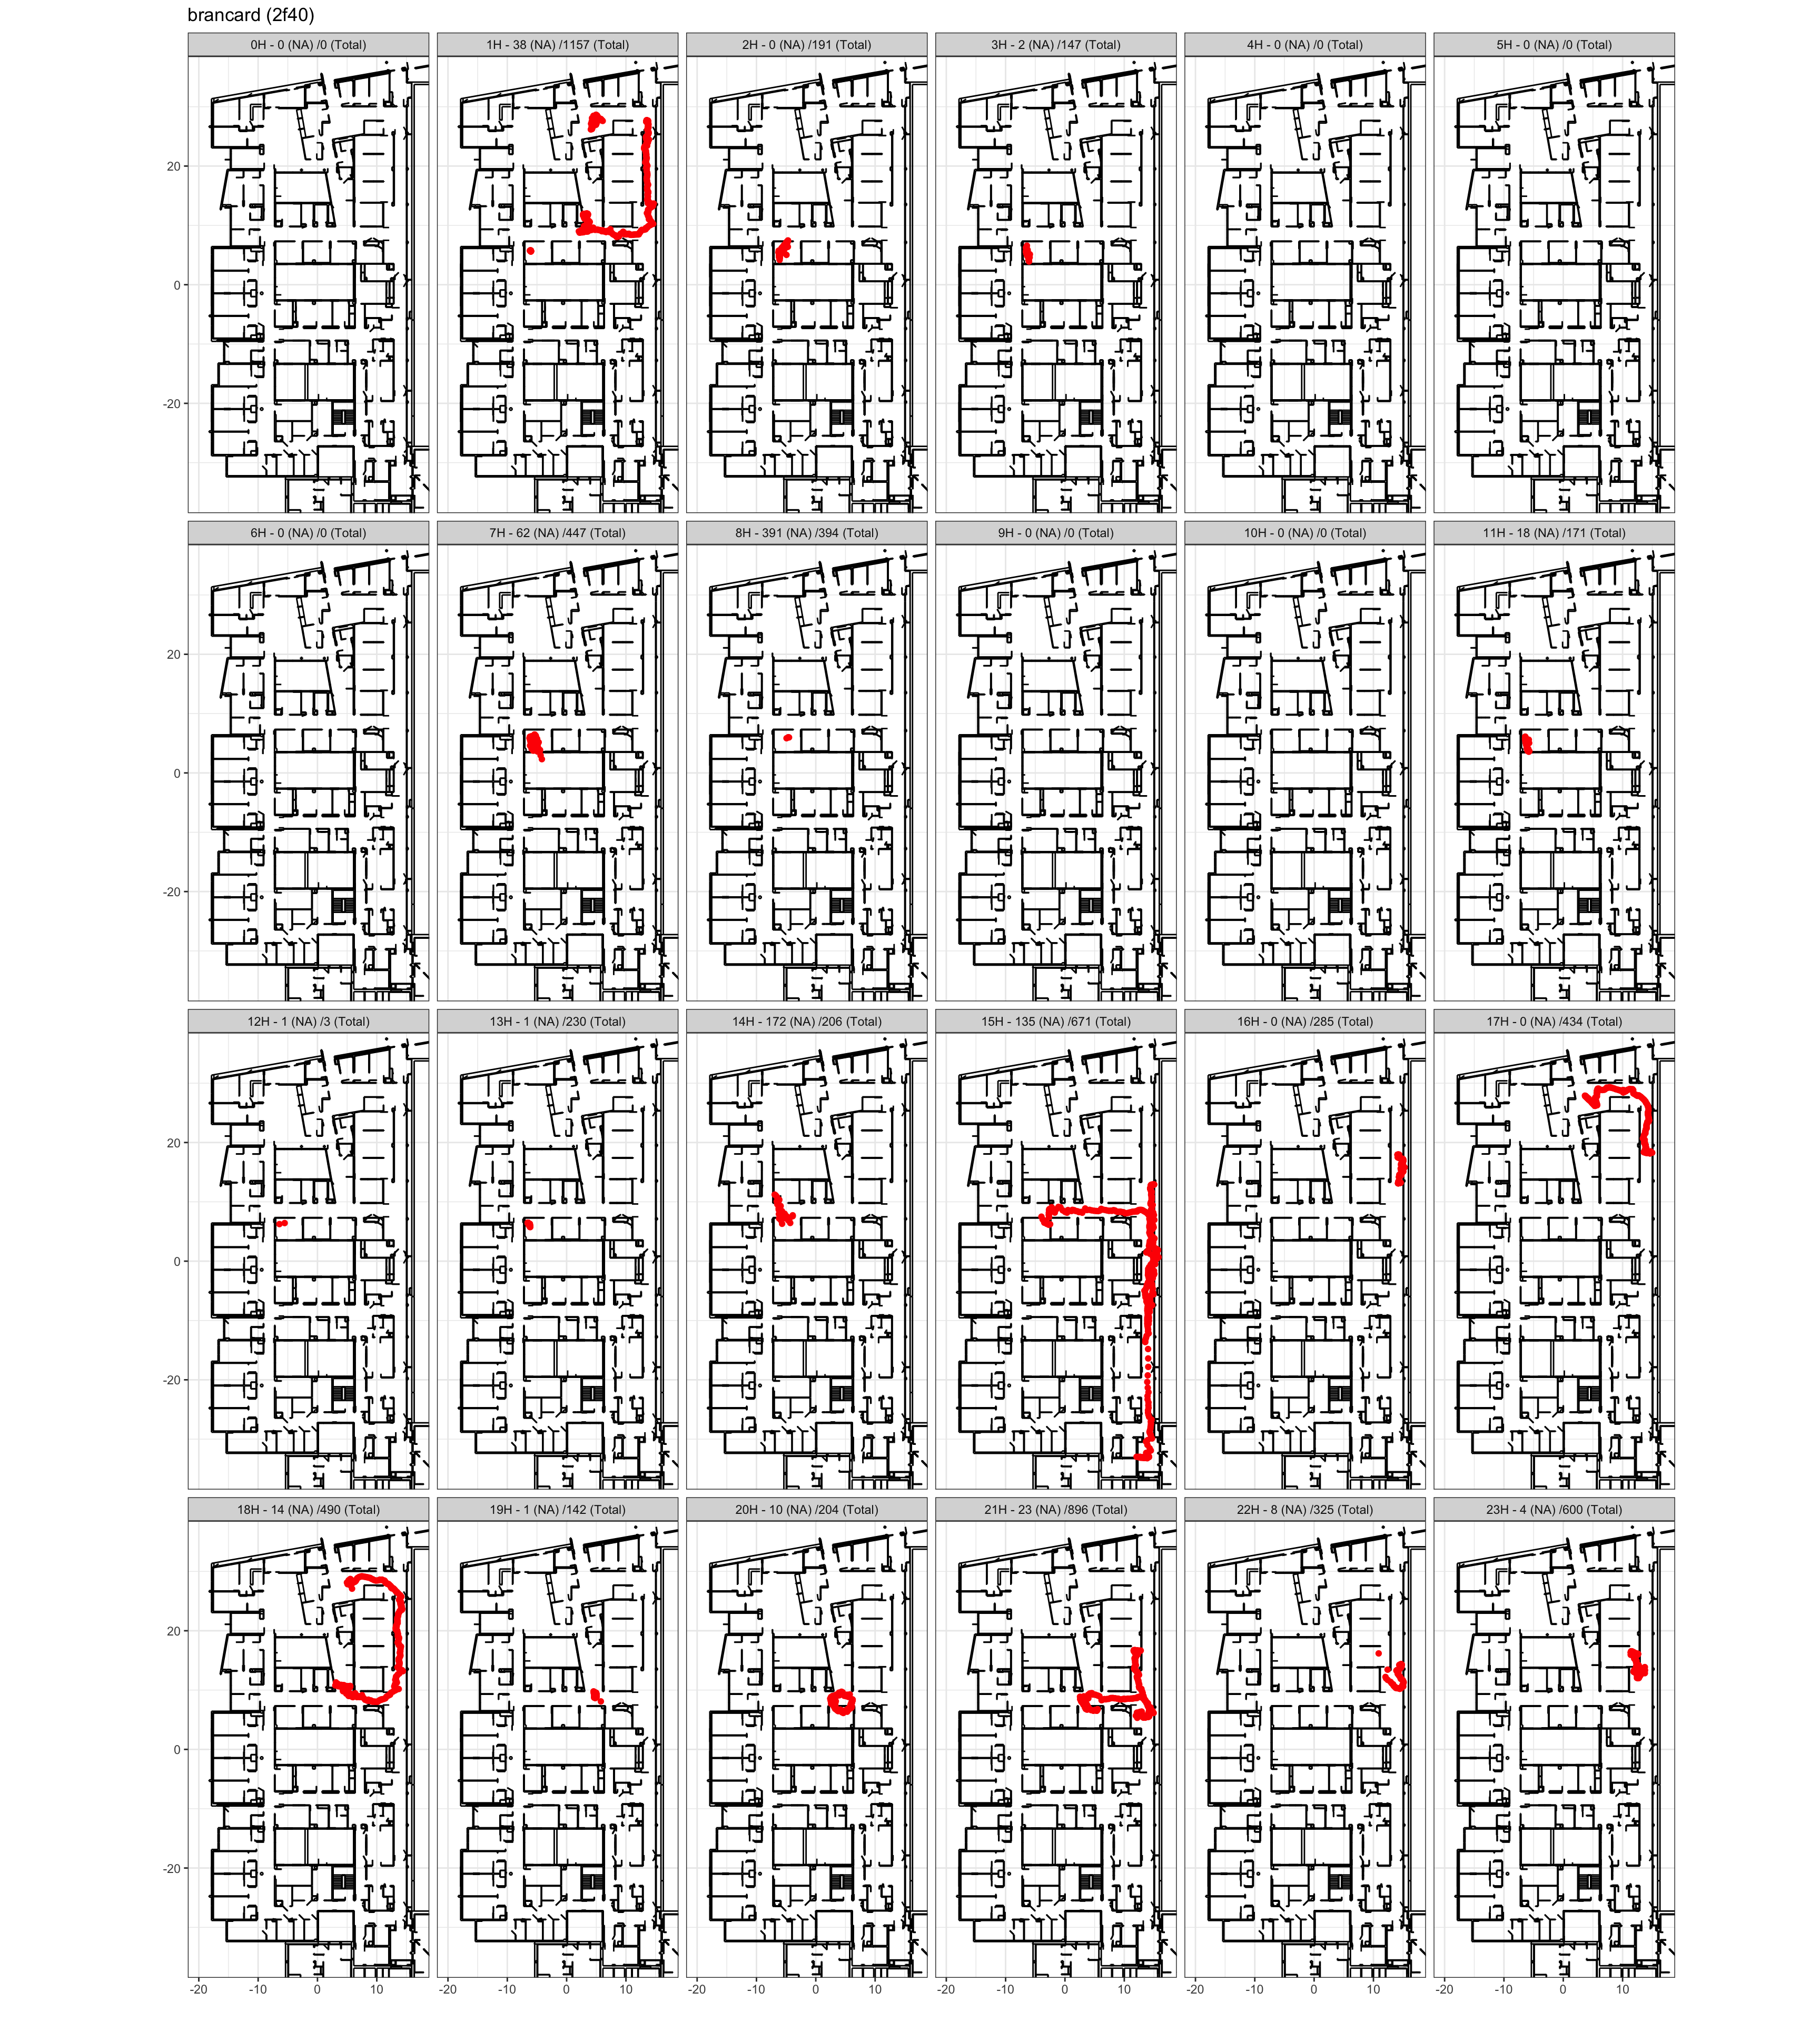 brancard (2f40)
0H - 0 (NA) /0 (Total)
1H - 38 (NA) /1157 (Total)
2H - 0 (NA) /191 (Total)
3H - 2 (NA) /147 (Total)
4H - 0 (NA) /0 (Total)
5H - 0 (NA) /0 (Total)
20
0
-20
6H - 0 (NA) /0 (Total)
7H - 62 (NA) /447 (Total)
8H - 391 (NA) /394 (Total)
9H - 0 (NA) /0 (Total)
10H - 0 (NA) /0 (Total)
11H - 18 (NA) /171 (Total)
20
0
-20
12H - 1 (NA) /3 (Total)
13H - 1 (NA) /230 (Total)
14H - 172 (NA) /206 (Total)
15H - 135 (NA) /671 (Total)
16H - 0 (NA) /285 (Total)
17H - 0 (NA) /434 (Total)
20
0
-20
18H - 14 (NA) /490 (Total)
19H - 1 (NA) /142 (Total)
20H - 10 (NA) /204 (Total)
21H - 23 (NA) /896 (Total)
22H - 8 (NA) /325 (Total)
23H - 4 (NA) /600 (Total)
20
0
-20
-20 -10 0 10
-20 -10 0 10
-20 -10 0 10
-20 -10 0 10
-20 -10 0 10
-20 -10 0 10